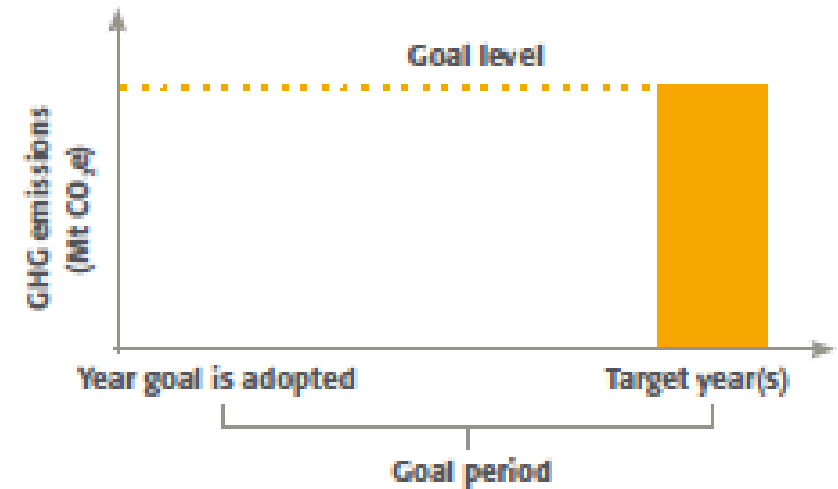 Goal level
GHG emissions
(Mt CO₂e)
Year goal is adopted
Target year(s)
Goal period